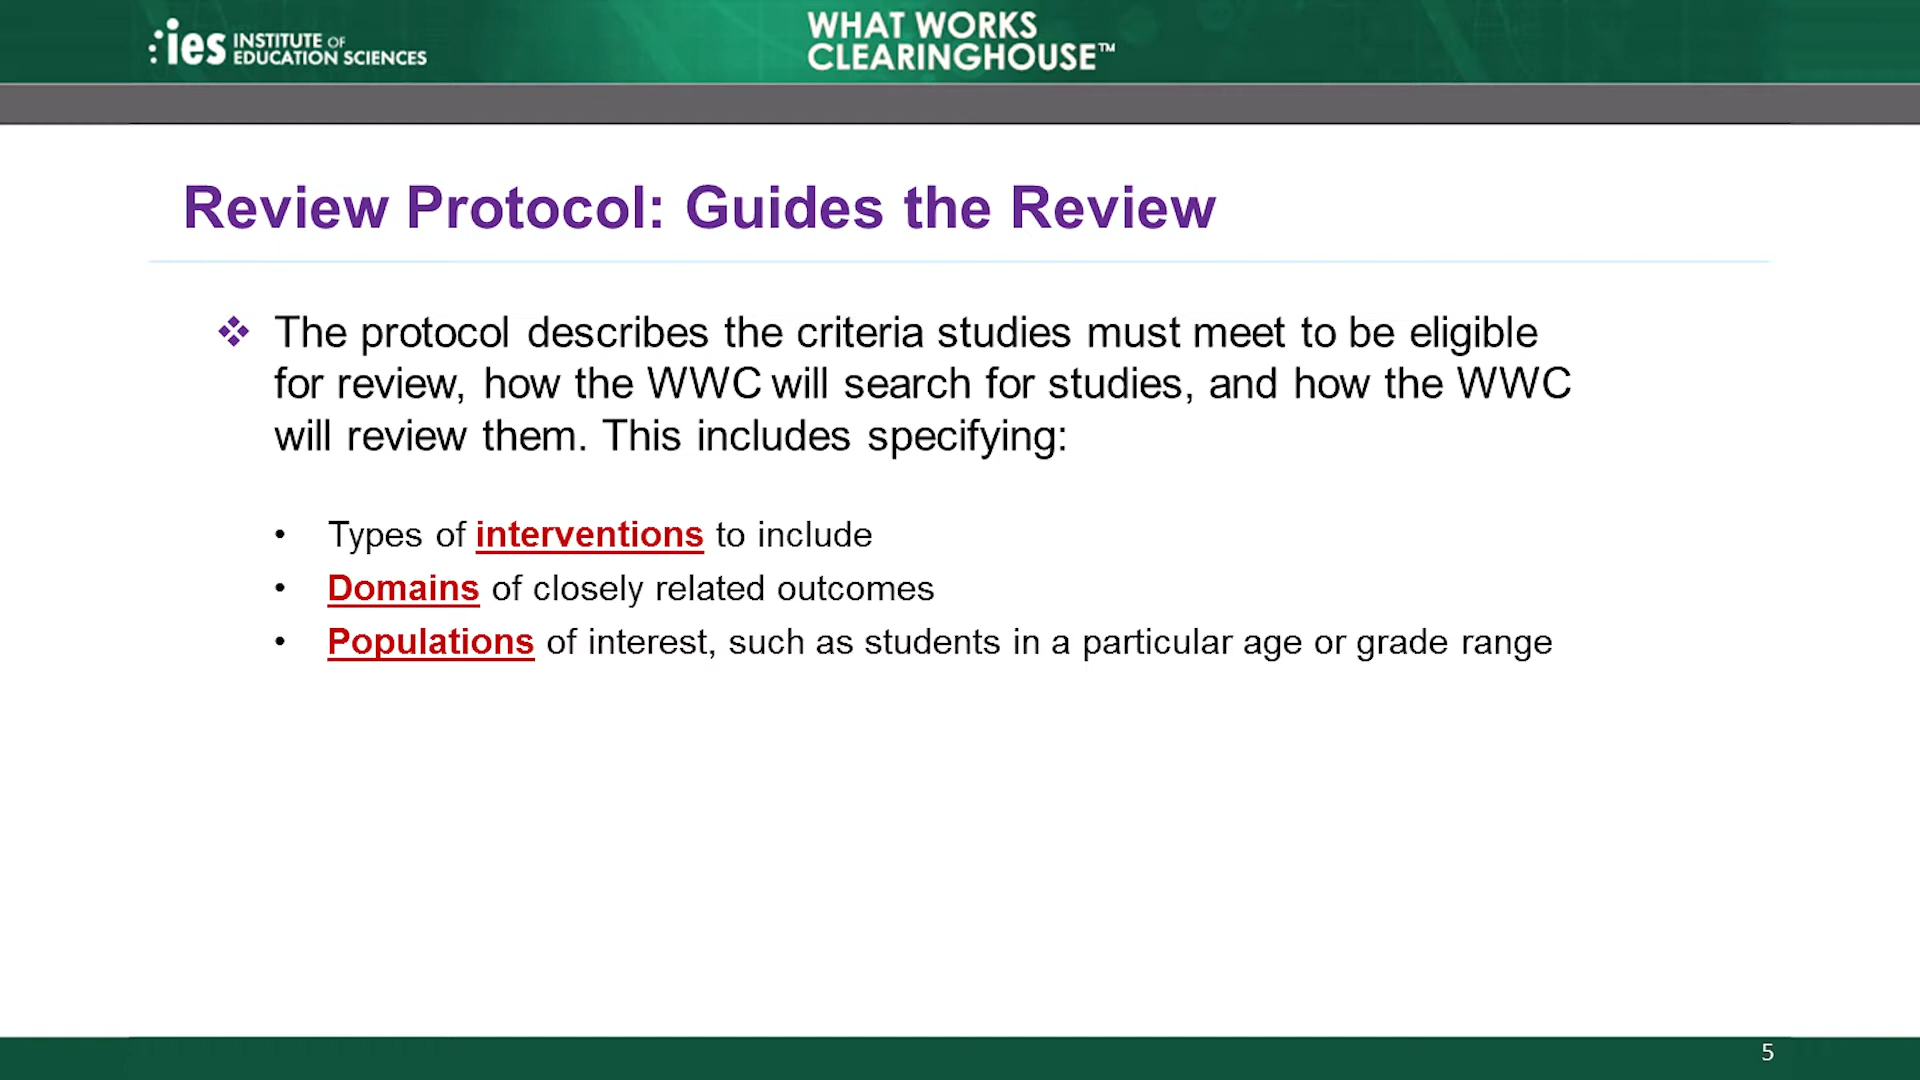 ies INSTITUTE OF
EDUCATION SCIENCES
WHAT WORKS
CLEARINGHOUSE™
Review Protocol: Guides the Review
❖ The protocol describes the criteria studies must meet to be eligible
for review, how the WWC will search for studies, and how the WWC
will review them. This includes specifying:
• Types of interventions to include
• Domains of closely related outcomes
• Populations of interest, such as students in a particular age or grade range
5